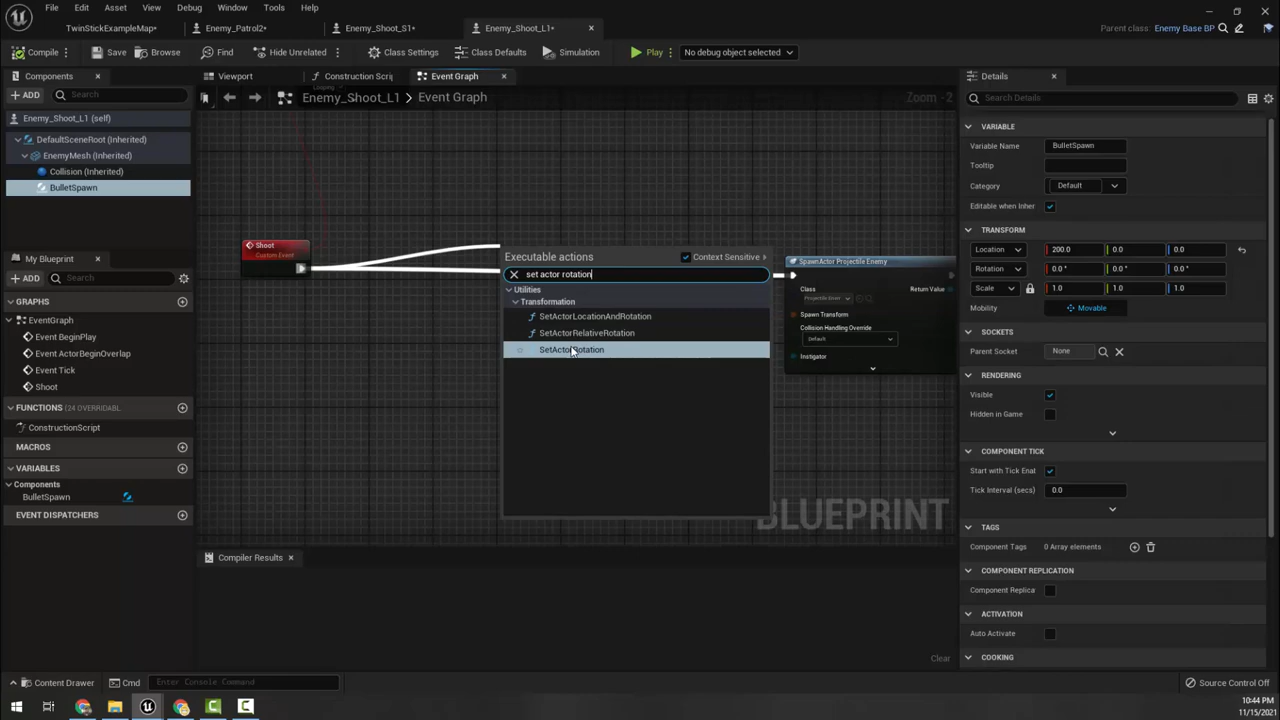 File Edit Asset View Debug Window Tools Help
TwinStickExampleMap* Enemy_Patrol2* Enemy_Shoot_S1* Enemy_Shoot_L1* Parent class: Enemy Base BP
Compile Save Browse Find Hide Unrelated Class Settings Class Defaults Simulation Play No debug object selected
Components Viewport Construction Scrip Event Graph Details
ADD Search Enemy_Shoot_L1 > Event Graph Zoom -2 Search Details
Enemy_Shoot_L1 (self)
DefaultSceneRoot (Inherited)
EnemyMesh (Inherited)
Collision (Inherited)
BulletSpawn
My Blueprint
ADD Search
GRAPHS
EventGraph
Event BeginPlay
Event ActorBeginOverlap
Event Tick
Shoot
FUNCTIONS (24 OVERRIDABL
ConstructionScript
MACROS
VARIABLES
Components
BulletSpawn
EVENT DISPATCHERS
Shoot
Custom Event
Executable actions Context Sensitive
set actor rotation
Utilities
Transformation
SetActorLocationAndRotation
SetActorRelativeRotation
SetActorRotation
SpawnActor Projectile Enemy
Class Return Value
Projectile Enemy
Spawn Transform
Collision Handling Override
Default
Instigator
BLUEPRINT
Compiler Results
Clear
VARIABLE
Variable Name BulletSpawn
Tooltip
Category Default
Editable when Inher
TRANSFORM
Location 200.0 0.0 0.0
Rotation 0.0 ° 0.0 ° 0.0 °
Scale 1.0 1.0 1.0
Mobility Movable
SOCKETS
Parent Socket None
RENDERING
Visible
Hidden in Game
COMPONENT TICK
Start with Tick Enat
Tick Interval (secs) 0.0
TAGS
Component Tags 0 Array elements
COMPONENT REPLICATION
Component Replica
ACTIVATION
Auto Activate
COOKING
Content Drawer Cmd Enter Console Command Source Control Off
10:44 PM
11/15/2021